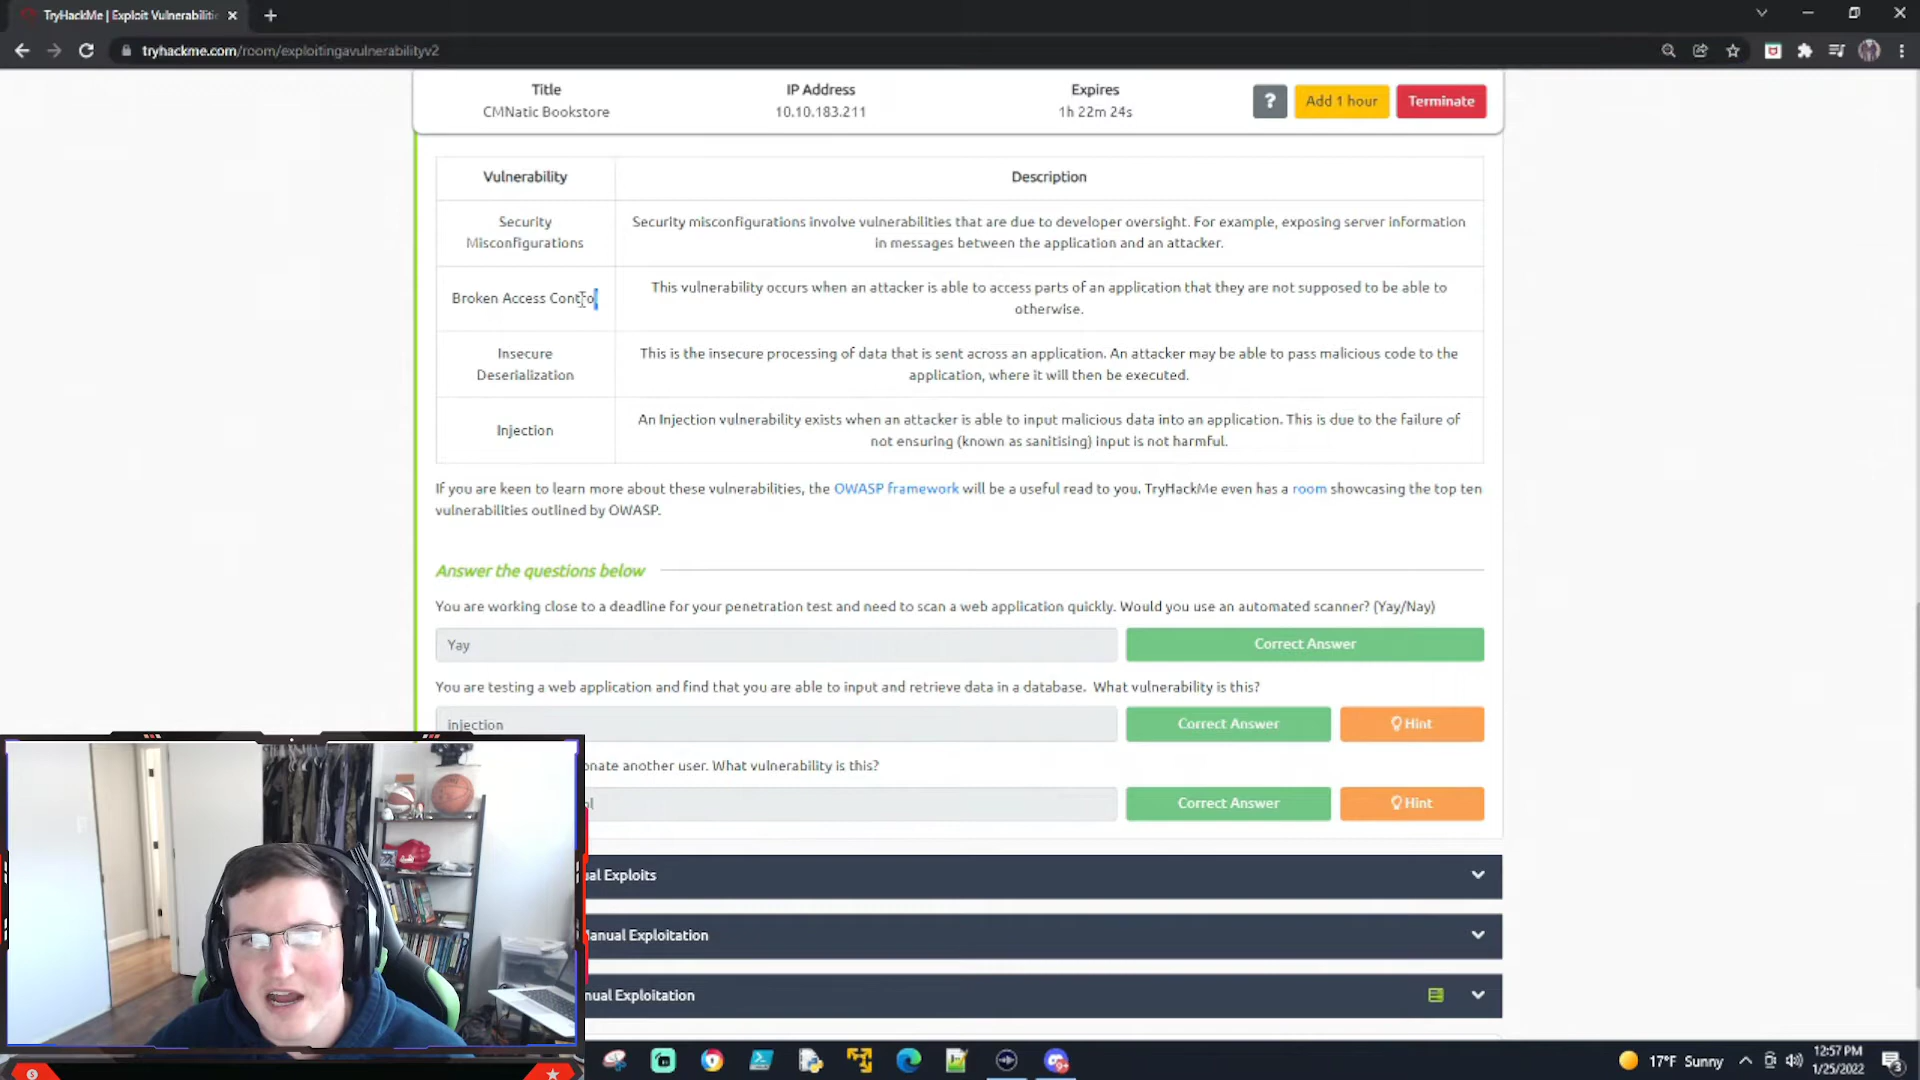 TryHackMe | Exploit Vulnerabiliti
tryhackme.com/room/exploitingavulnerabilityv2
Title
IP Address
Expires
CMNatic Bookstore
10.10.183.211
1h 22m 24s
?
Add 1 hour
Terminate
Vulnerability
Description
Security
Misconfigurations
Security misconfigurations involve vulnerabilities that are due to developer oversight. For example, exposing server information
in messages between the application and an attacker.
Broken Access Control
This vulnerability occurs when an attacker is able to access parts of an application that they are not supposed to be able to
otherwise.
Insecure
Deserialization
This is the insecure processing of data that is sent across an application. An attacker may be able to pass malicious code to the
application, where it will then be executed.
Injection
An Injection vulnerability exists when an attacker is able to input malicious data into an application. This is due to the failure of
not ensuring (known as sanitising) input is not harmful.
If you are keen to learn more about these vulnerabilities, the OWASP framework will be a useful read to you. TryHackMe even has a room showcasing the top ten
vulnerabilities outlined by OWASP.
Answer the questions below
You are working close to a deadline for your penetration test and need to scan a web application quickly. Would you use an automated scanner? (Yay/Nay)
Yay
Correct Answer
You are testing a web application and find that you are able to input and retrieve data in a database. What vulnerability is this?
injection
Correct Answer
Hint
onate another user. What vulnerability is this?
ol
Correct Answer
Hint
ual Exploits
Manual Exploitation
nual Exploitation
17°F Sunny
12:57 PM
1/25/2022
3